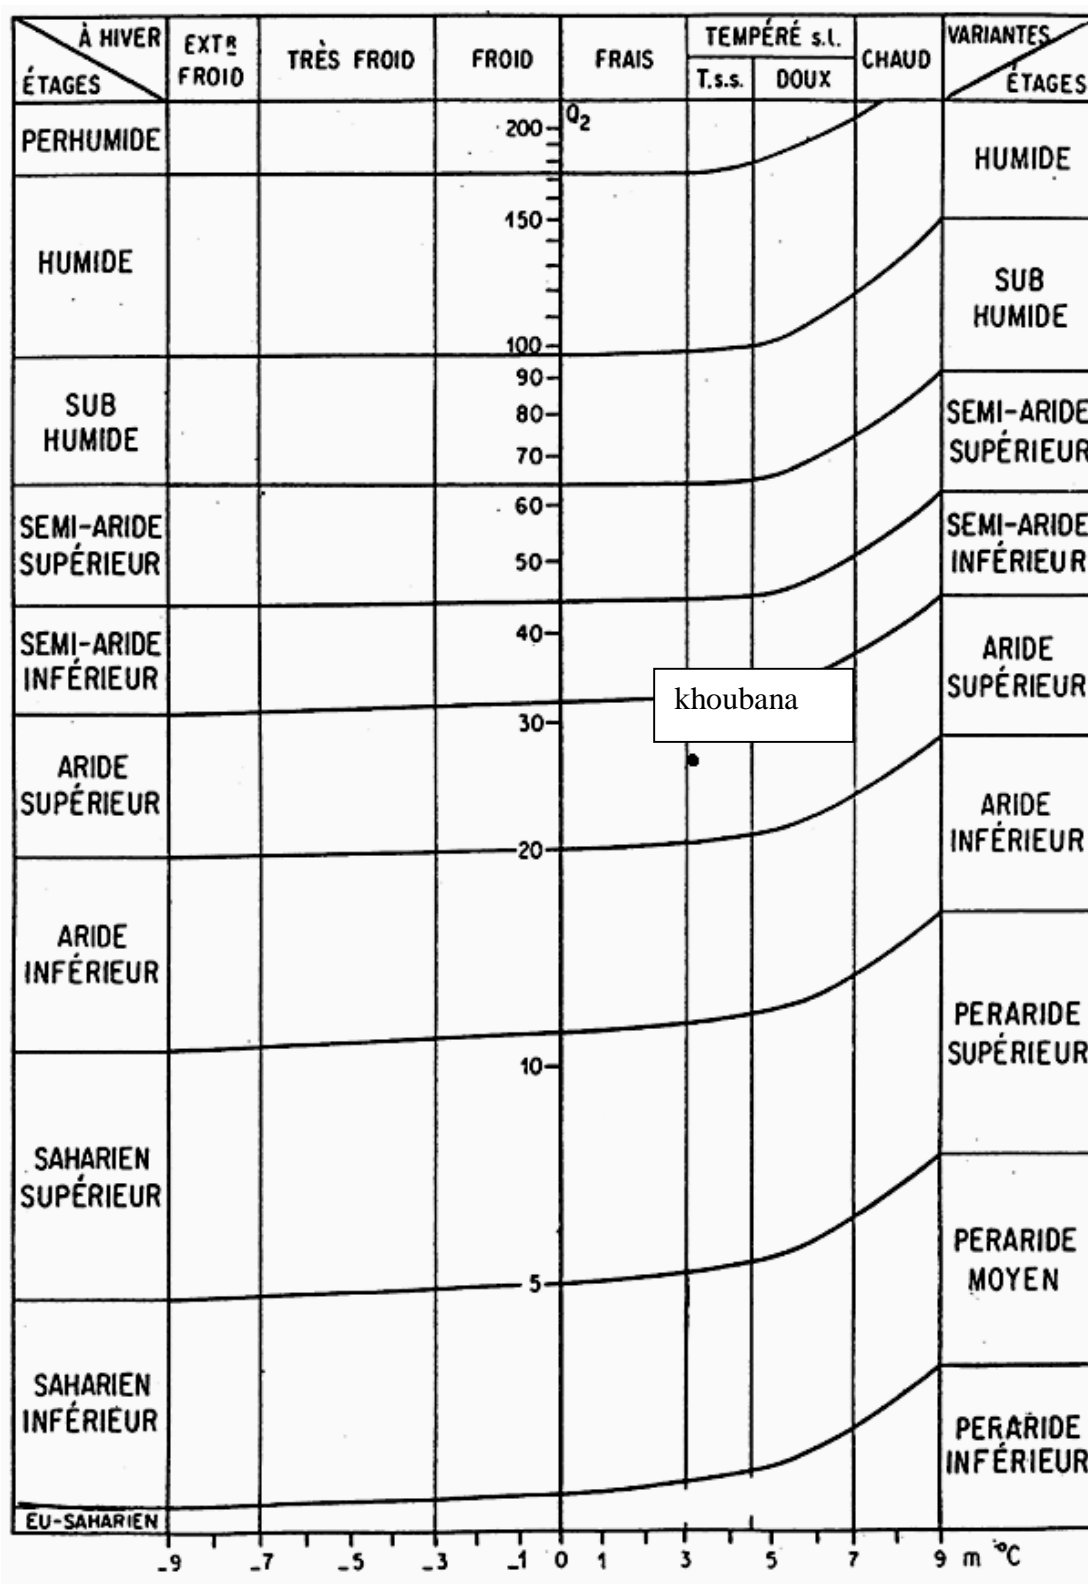 À HIVER
ÉTAGES
EXTR FROID
TRÈS FROID
FROID
FRAIS
TEMPÉRÉ s.l.
T.s.s.
DOUX
CHAUD
VARIANTES
ÉTAGES
PERHUMIDE
HUMIDE
SUB
HUMIDE
SEMI-ARIDE
SUPÉRIEUR
SEMI-ARIDE
INFÉRIEUR
ARIDE
SUPÉRIEUR
ARIDE
INFÉRIEUR
SAHARIEN
SUPÉRIEUR
SAHARIEN
INFÉRIEUR
EU-SAHARIEN
Q2
200
150
100
90
80
70
60
50
40
30
20
10
5
khoubana
HUMIDE
SUB
HUMIDE
SEMI-ARIDE
SUPÉRIEUR
SEMI-ARIDE
INFÉRIEUR
ARIDE
SUPÉRIEUR
ARIDE
INFÉRIEUR
PERARIDE
SUPÉRIEUR
PERARIDE
MOYEN
PERARIDE
INFÉRIEUR
-9 -7 -5 -3 -1 0 1 3 5 7 9 m °C